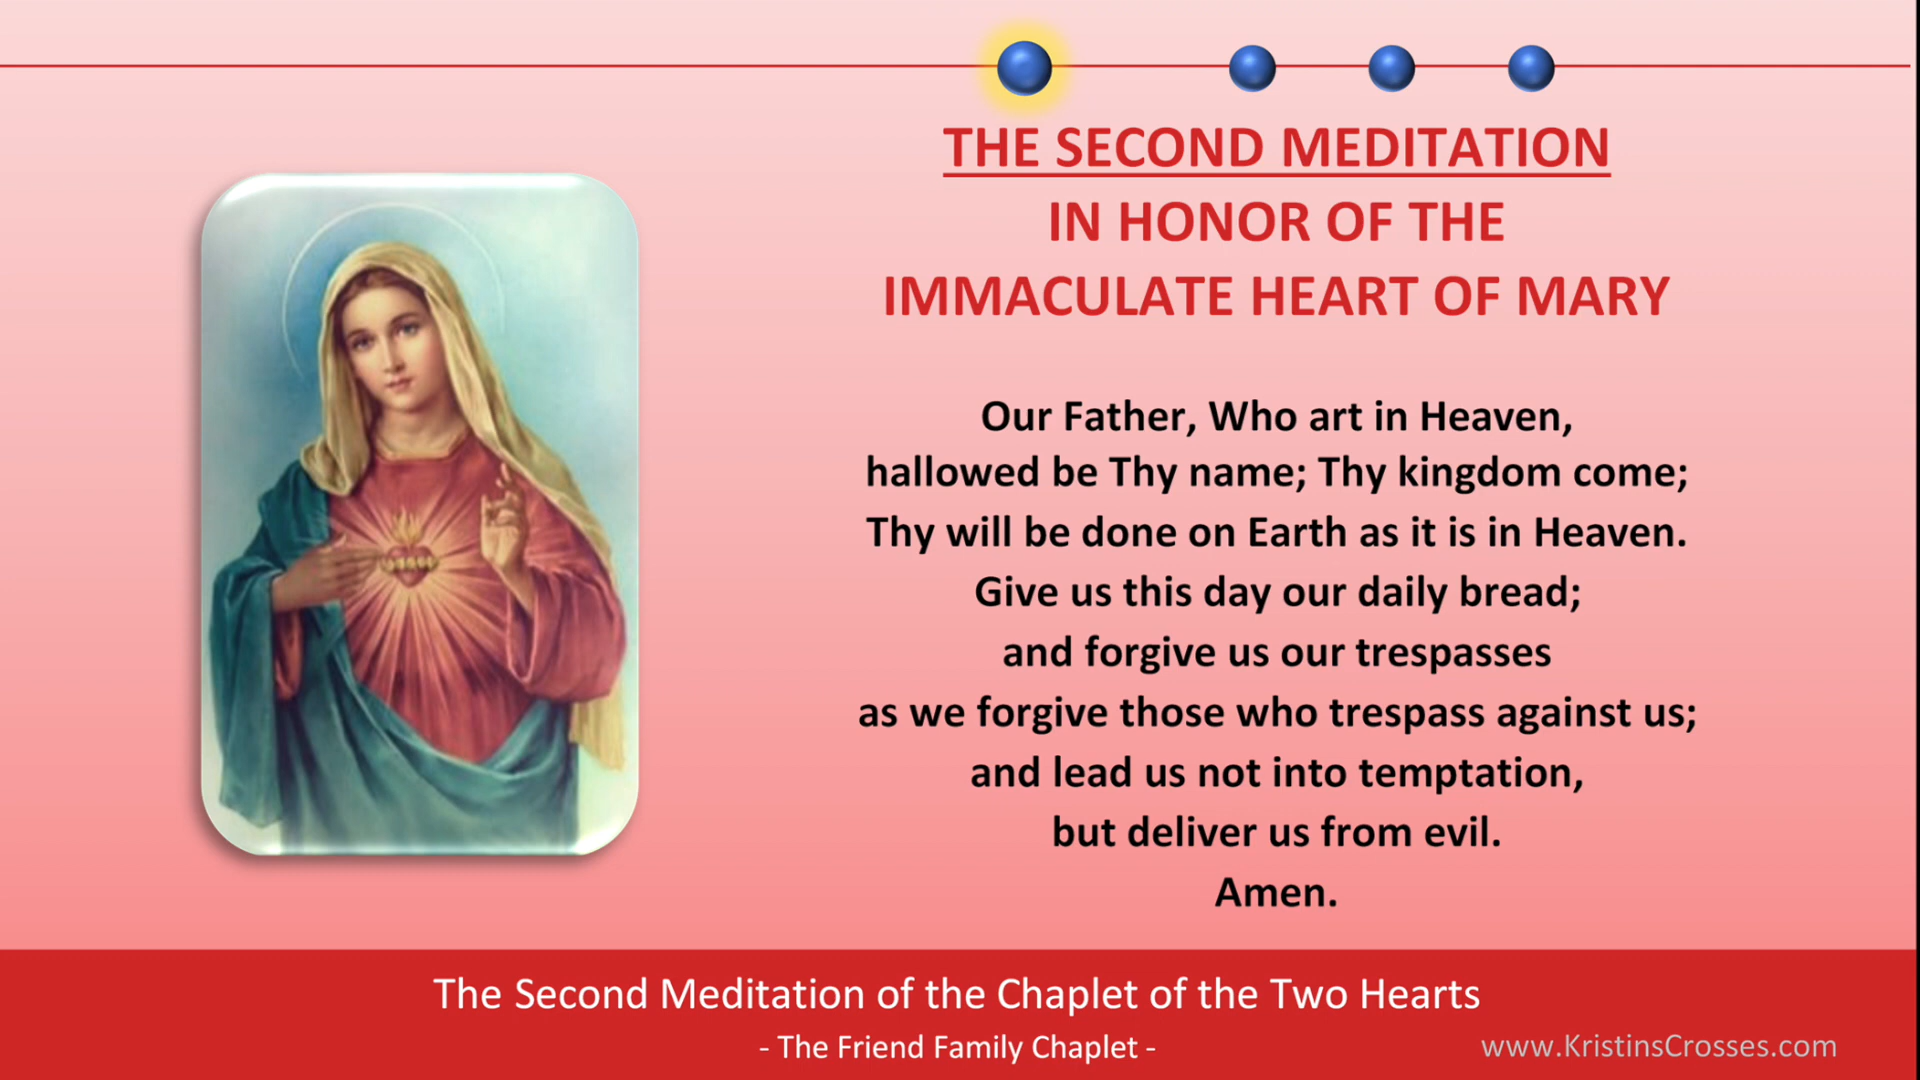 THE SECOND MEDITATION
IN HONOR OF THE
IMMACULATE HEART OF MARY
Our Father, Who art in Heaven,
hallowed be Thy name; Thy kingdom come;
Thy will be done on Earth as it is in Heaven.
Give us this day our daily bread;
and forgive us our trespasses
as we forgive those who trespass against us;
and lead us not into temptation,
but deliver us from evil.
Amen.
The Second Meditation of the Chaplet of the Two Hearts
- The Friend Family Chaplet -
www.KristinsCrosses.com